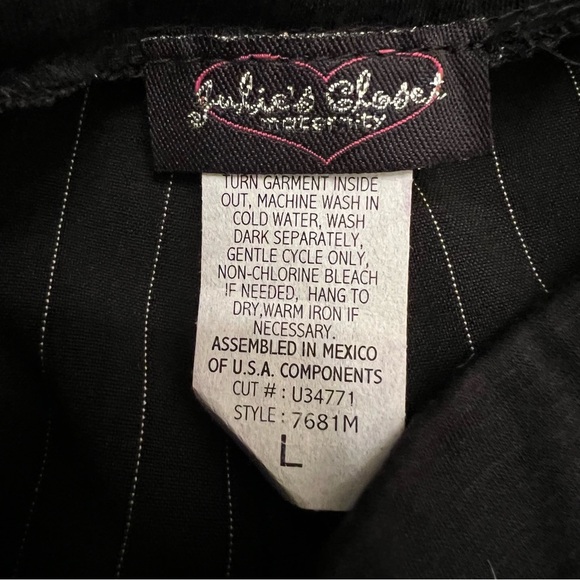 Julie's Closet
maternity
TURN GARMENT INSIDE
OUT, MACHINE WASH IN
COLD WATER, WASH
DARK SEPARATELY,
GENTLE CYCLE ONLY,
NON-CHLORINE BLEACH
IF NEEDED, HANG TO
DRY,WARM IRON IF
NECESSARY.
ASSEMBLED IN MEXICO
OF U.S.A. COMPONENTS
CUT # : U34771
STYLE : 7681M
L